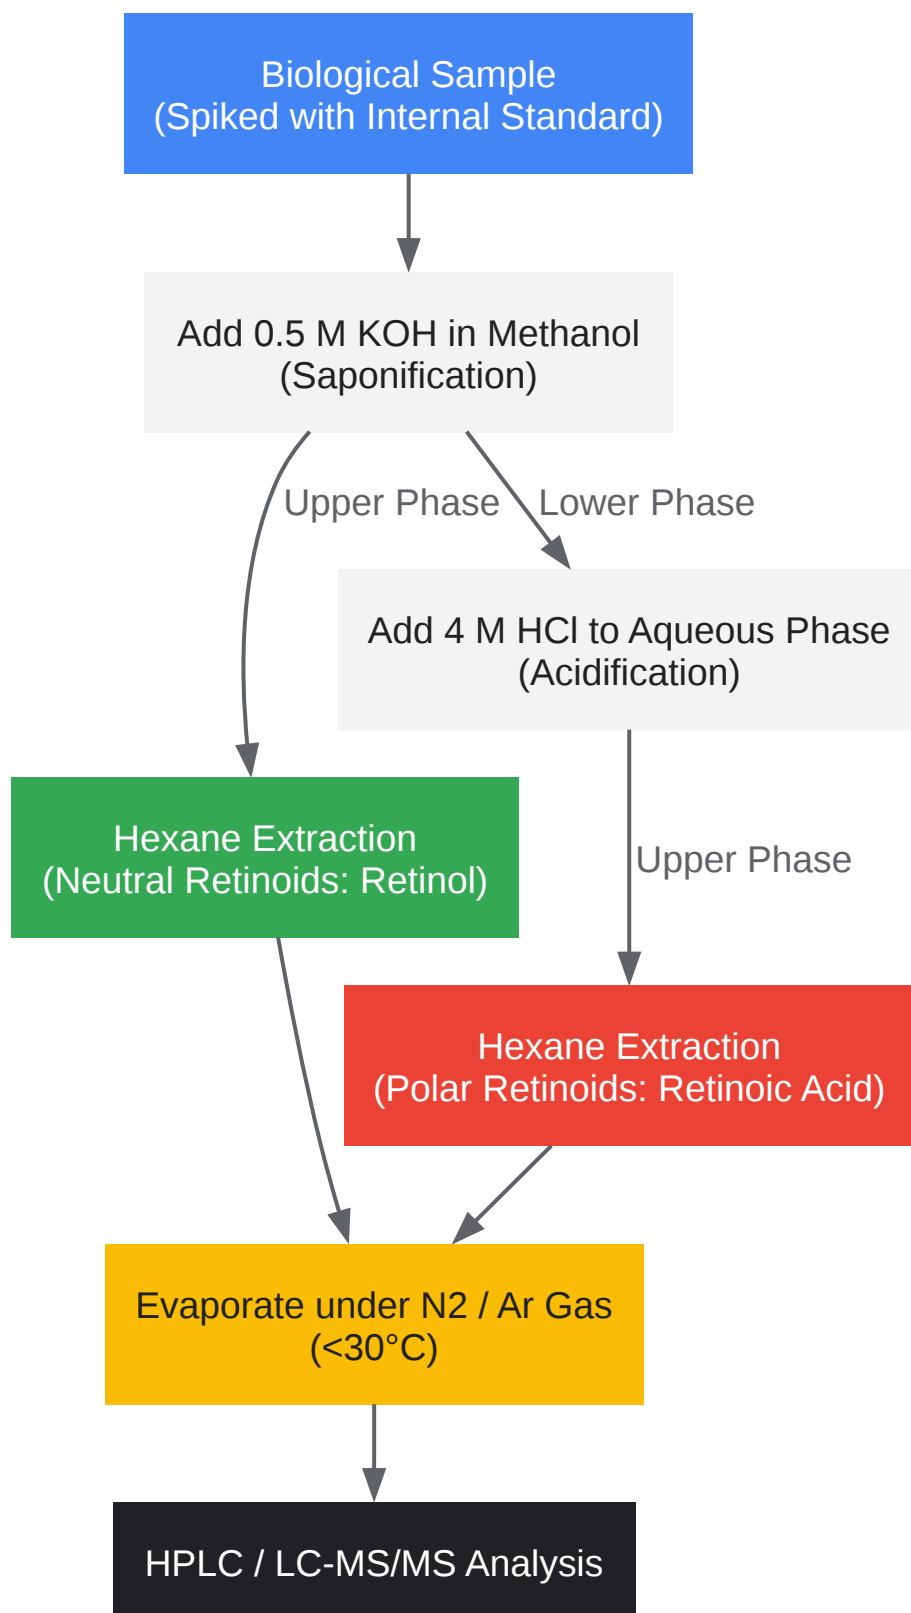 Biological Sample
(Spiked with Internal Standard)
Add 0.5 M KOH in Methanol
(Saponification)
Upper Phase
Lower Phase
Add 4 M HCl to Aqueous Phase
(Acidification)
Hexane Extraction
(Neutral Retinoids: Retinol)
Upper Phase
Hexane Extraction
(Polar Retinoids: Retinoic Acid)
Evaporate under N2 / Ar Gas
(<30°C)
HPLC / LC-MS/MS Analysis